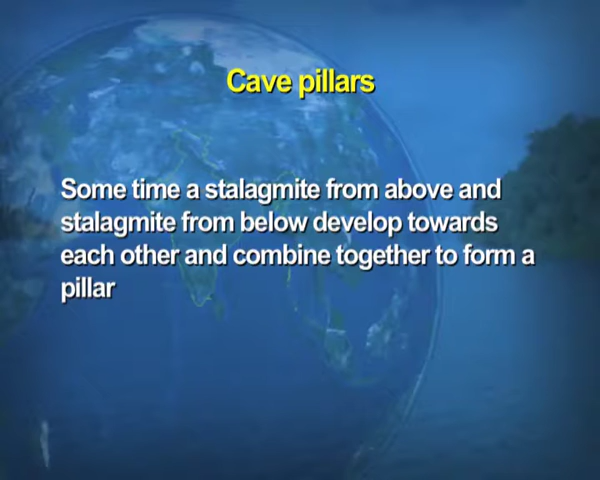 Cave pillars
Some time a stalagmite from above and
stalagmite from below develop towards
each other and combine together to form a
pillar